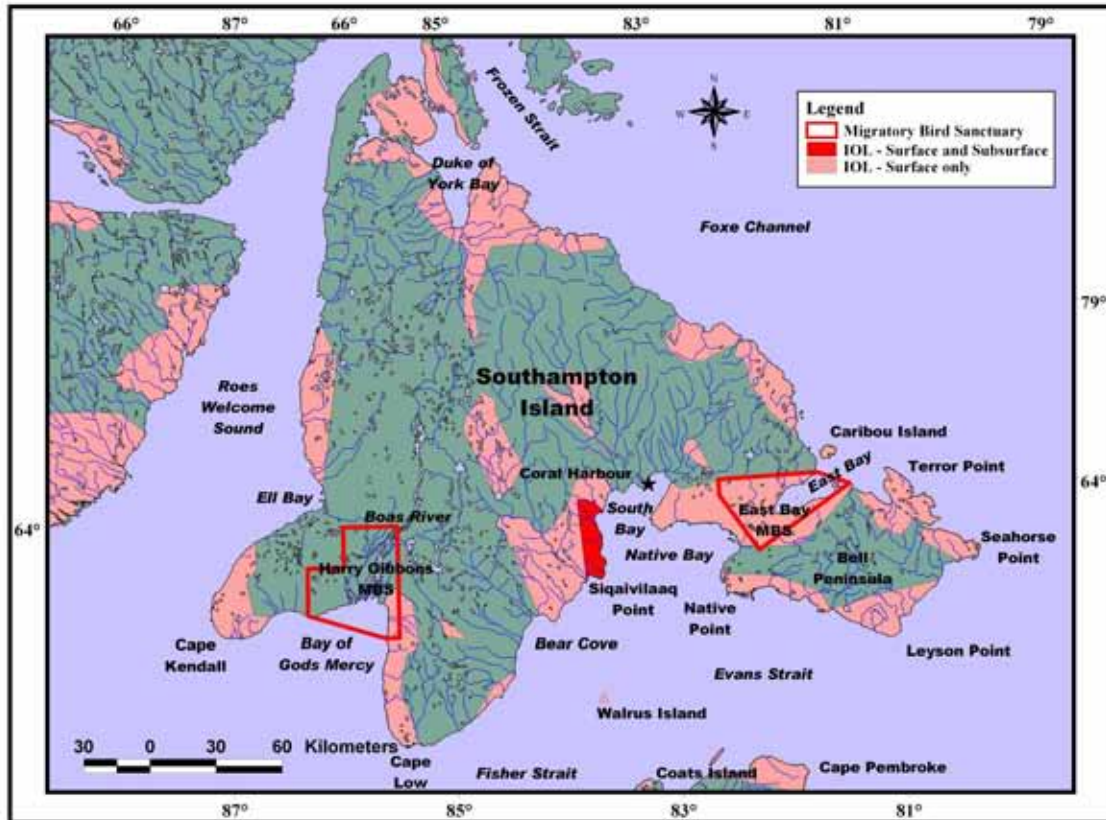 66° 87° 66° 85° 83° 81° 79°
Frozen Strait
N
W E
S
Legend
Migratory Bird Sanctuary
IOL - Surface and Subsurface
IOL - Surface only
Duke of
York Bay
Foxe Channel
79°
Southampton
Island
Roes
Welcome
Sound
Caribou Island
Coral Harbour
East Bay
Terror Point
64°
Ell Bay
South
Bay
East Bay
MBS
Boas River
64°
Seahorse
Point
Native Bay
Bell
Peninsula
Harry Gibbons
MBS
Siqaivilaaq
Point
Native
Point
Cape
Kendall
Bay of
Gods Mercy
Bear Cove
Leyson Point
Evans Strait
Walrus Island
30 0 30 60 Kilometers
Cape
Low
Fisher Strait
Coats Island
Cape Pembroke
87° 85° 83° 81°